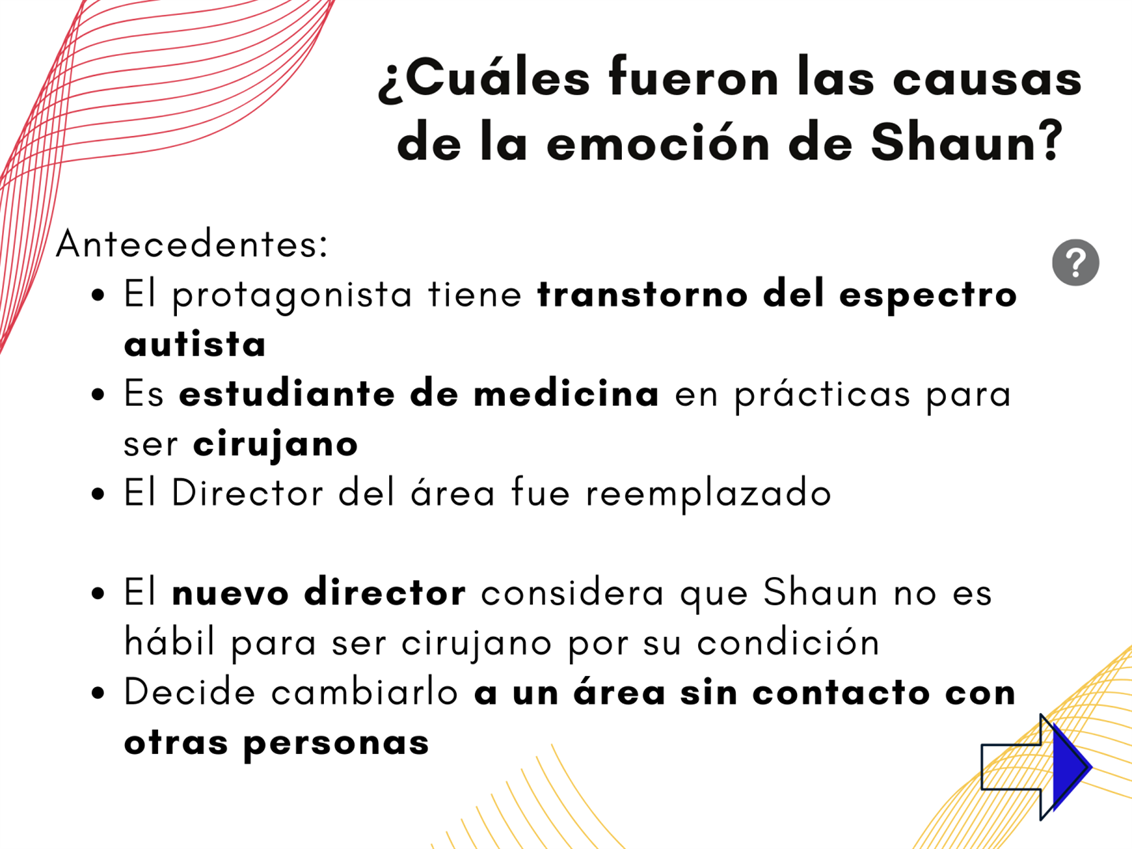 ¿Cuáles fueron las causas
de la emoción de Shaun?
Antecedentes:
?
• El protagonista tiene transtorno del espectro
autista
• Es estudiante de medicina en prácticas para
ser cirujano
• El Director del área fue reemplazado
• El nuevo director considera que Shaun no es
hábil para ser cirujano por su condición
• Decide cambiarlo a un área sin contacto con
otras personas